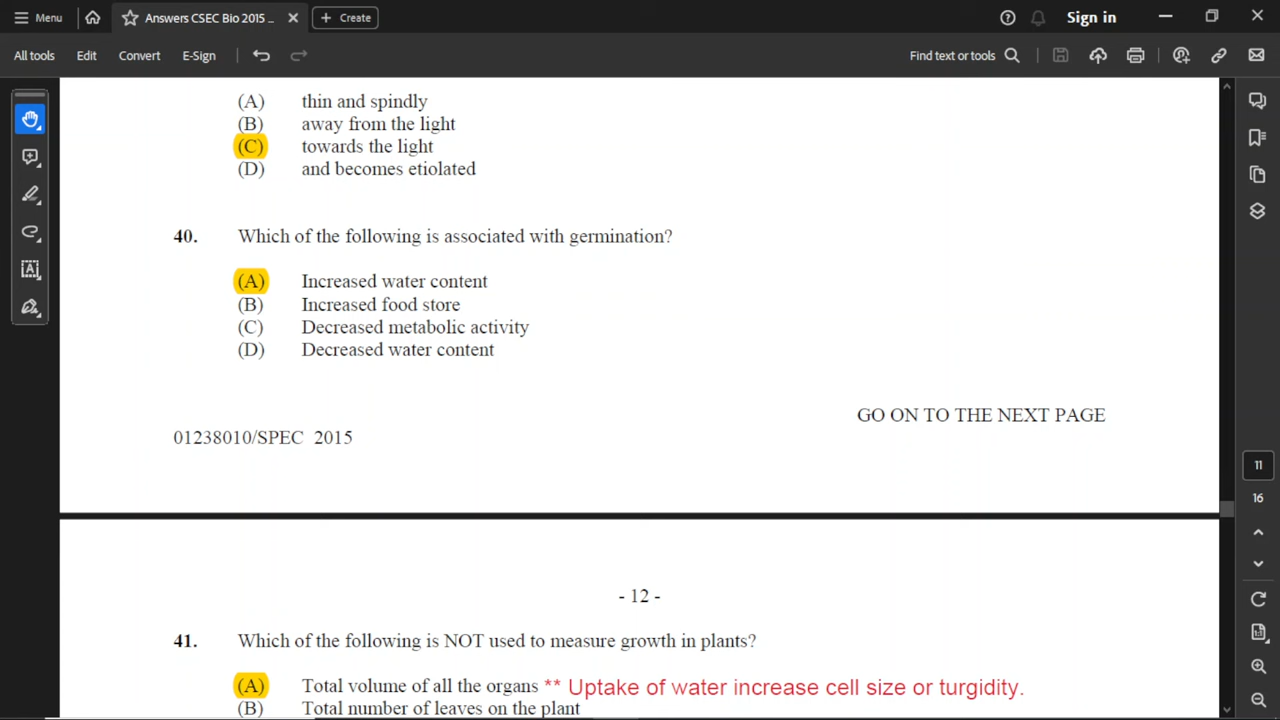 Menu
Answers CSEC Bio 2015 ...
Create
Sign in
All tools
Edit
Convert
E-Sign
Find text or tools
(A) thin and spindly
(B) away from the light
(C) towards the light
(D) and becomes etiolated
40. Which of the following is associated with germination?
(A) Increased water content
(B) Increased food store
(C) Decreased metabolic activity
(D) Decreased water content
GO ON TO THE NEXT PAGE
01238010/SPEC 2015
11
16
- 12 -
41. Which of the following is NOT used to measure growth in plants?
(A) Total volume of all the organs ** Uptake of water increase cell size or turgidity.
(B) Total number of leaves on the plant